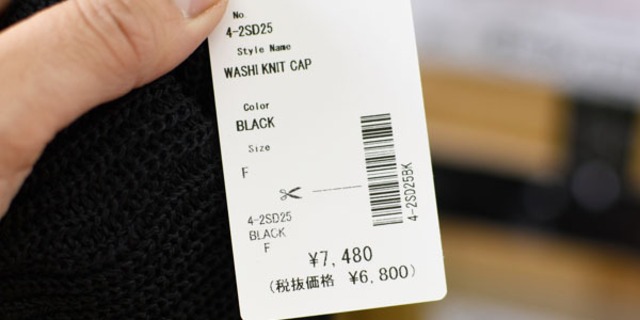 No
4-2SD25
Style Name
WASHI KNIT CAP
Color
BLACK
Size
F
4-2SD25BK
4-2SD25
BLACK
F
¥7,480
(税抜価格 ¥6,800)